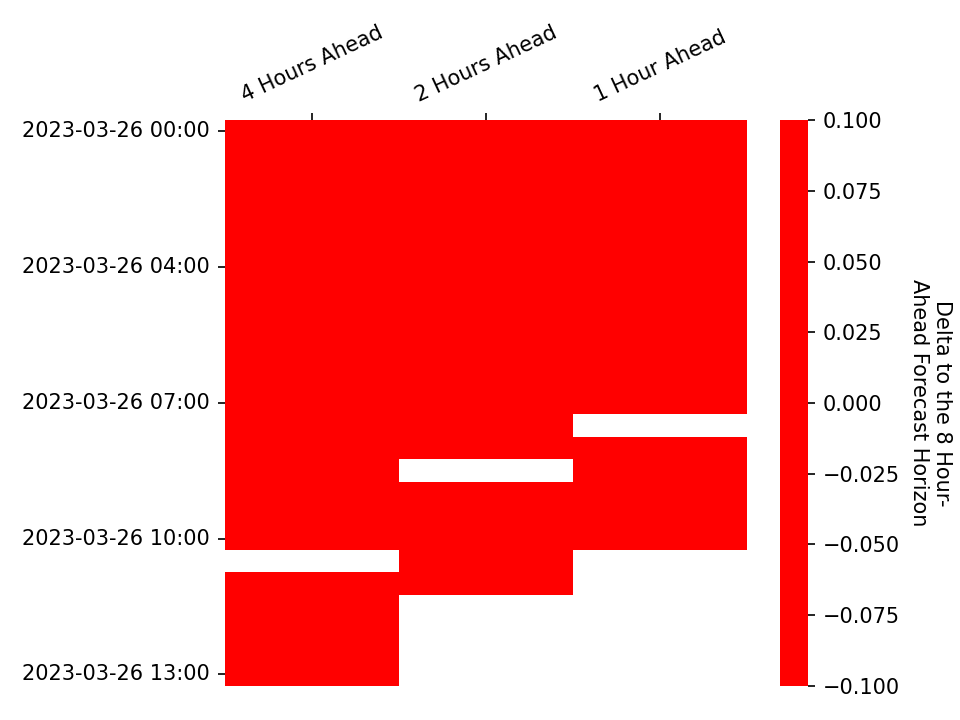 4 Hours Ahead
2 Hours Ahead
1 Hour Ahead
2023-03-26 00:00
2023-03-26 04:00
2023-03-26 07:00
2023-03-26 10:00
2023-03-26 13:00
0.100
0.075
0.050
0.025
0.000
−0.025
−0.050
−0.075
−0.100
Delta to the 8 Hour-
Ahead Forecast Horizon